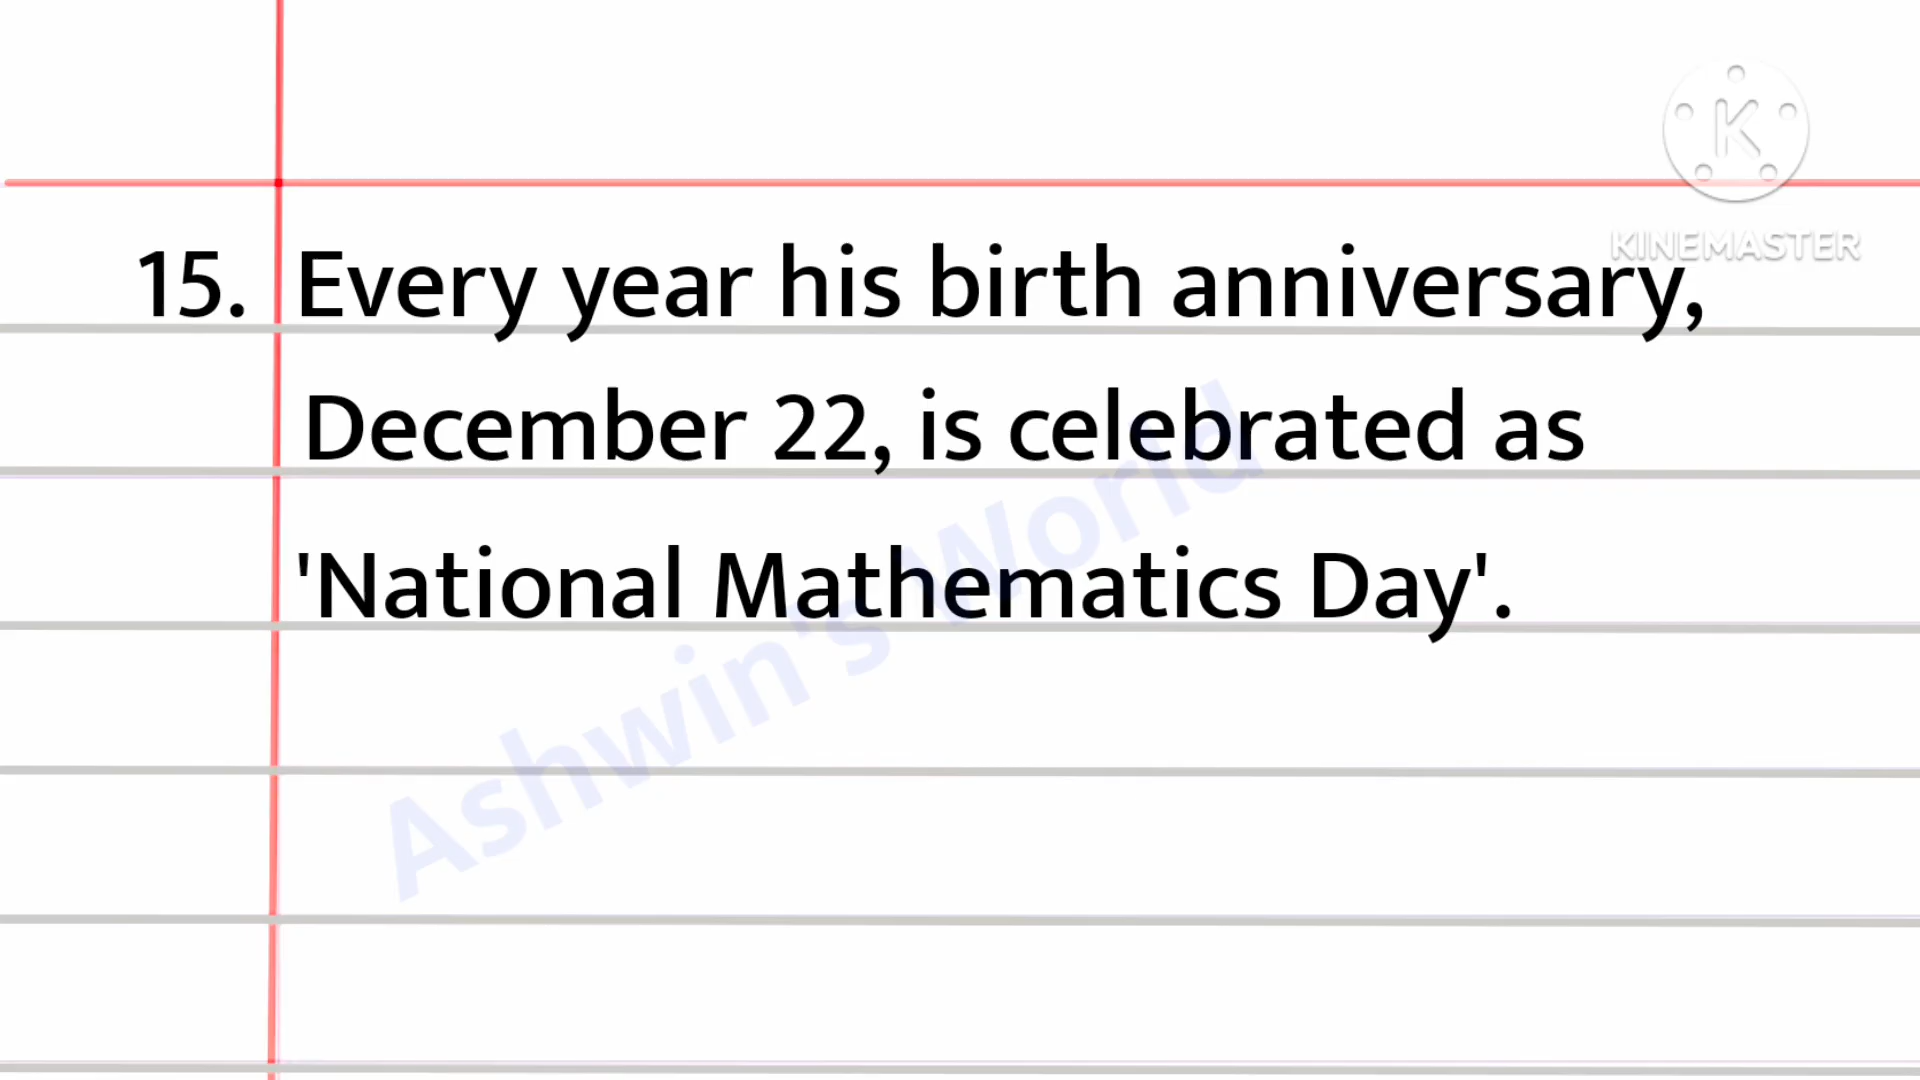 KINEMASTER
15. Every year his birth anniversary,
December 22, is celebrated as
'National Mathematics Day'.
Ashwin's World